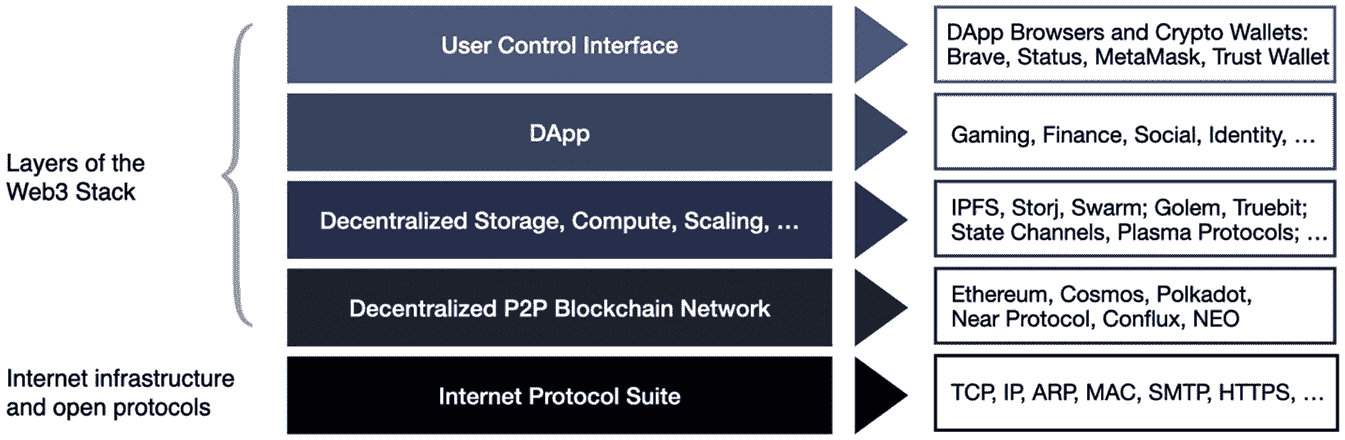 User Control Interface
DApp Browsers and Crypto Wallets:
Brave, Status, MetaMask, Trust Wallet
DApp
Gaming, Finance, Social, Identity, …
Layers of the
Web3 Stack
Decentralized Storage, Compute, Scaling, …
IPFS, Storj, Swarm; Golem, Truebit;
State Channels, Plasma Protocols; …
Decentralized P2P Blockchain Network
Ethereum, Cosmos, Polkadot,
Near Protocol, Conflux, NEO
Internet infrastructure
and open protocols
Internet Protocol Suite
TCP, IP, ARP, MAC, SMTP, HTTPS, …